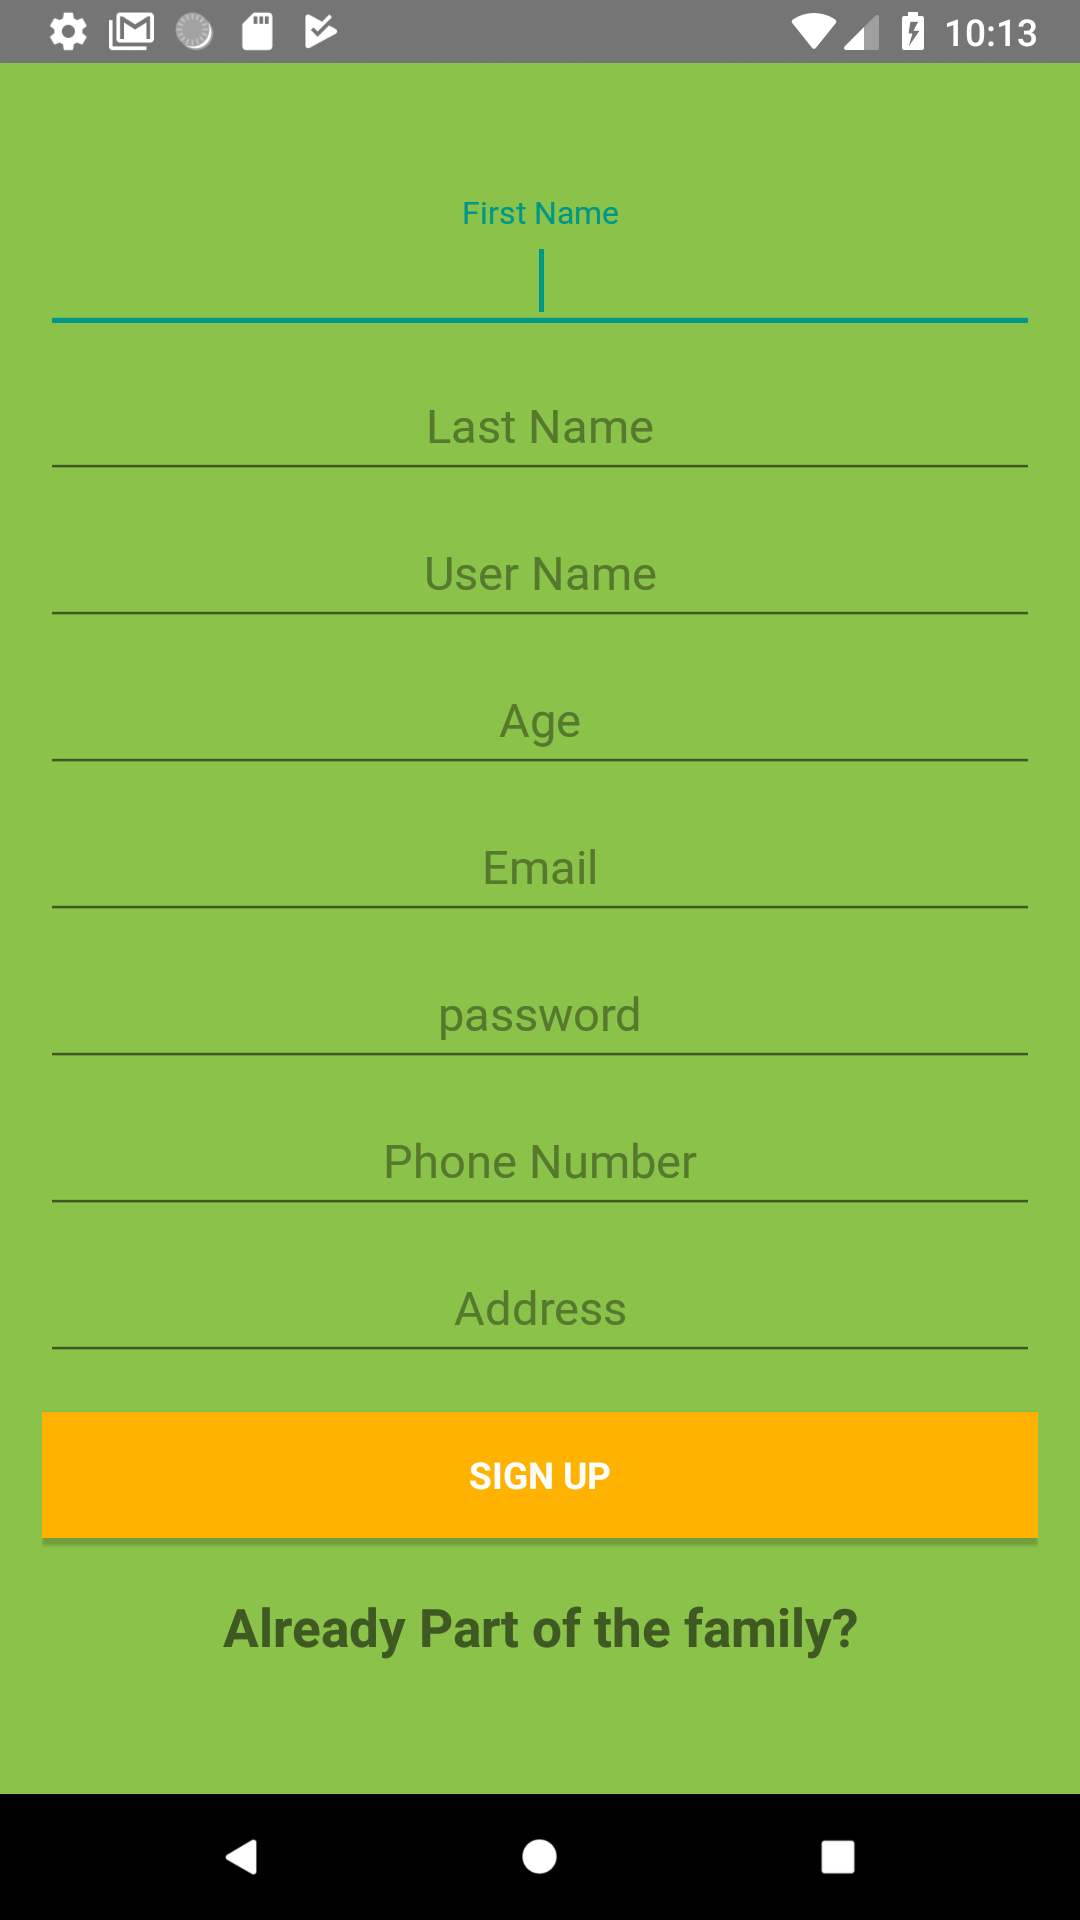 10:13
First Name
Last Name
User Name
Age
Email
password
Phone Number
Address
SIGN UP
Already Part of the family?